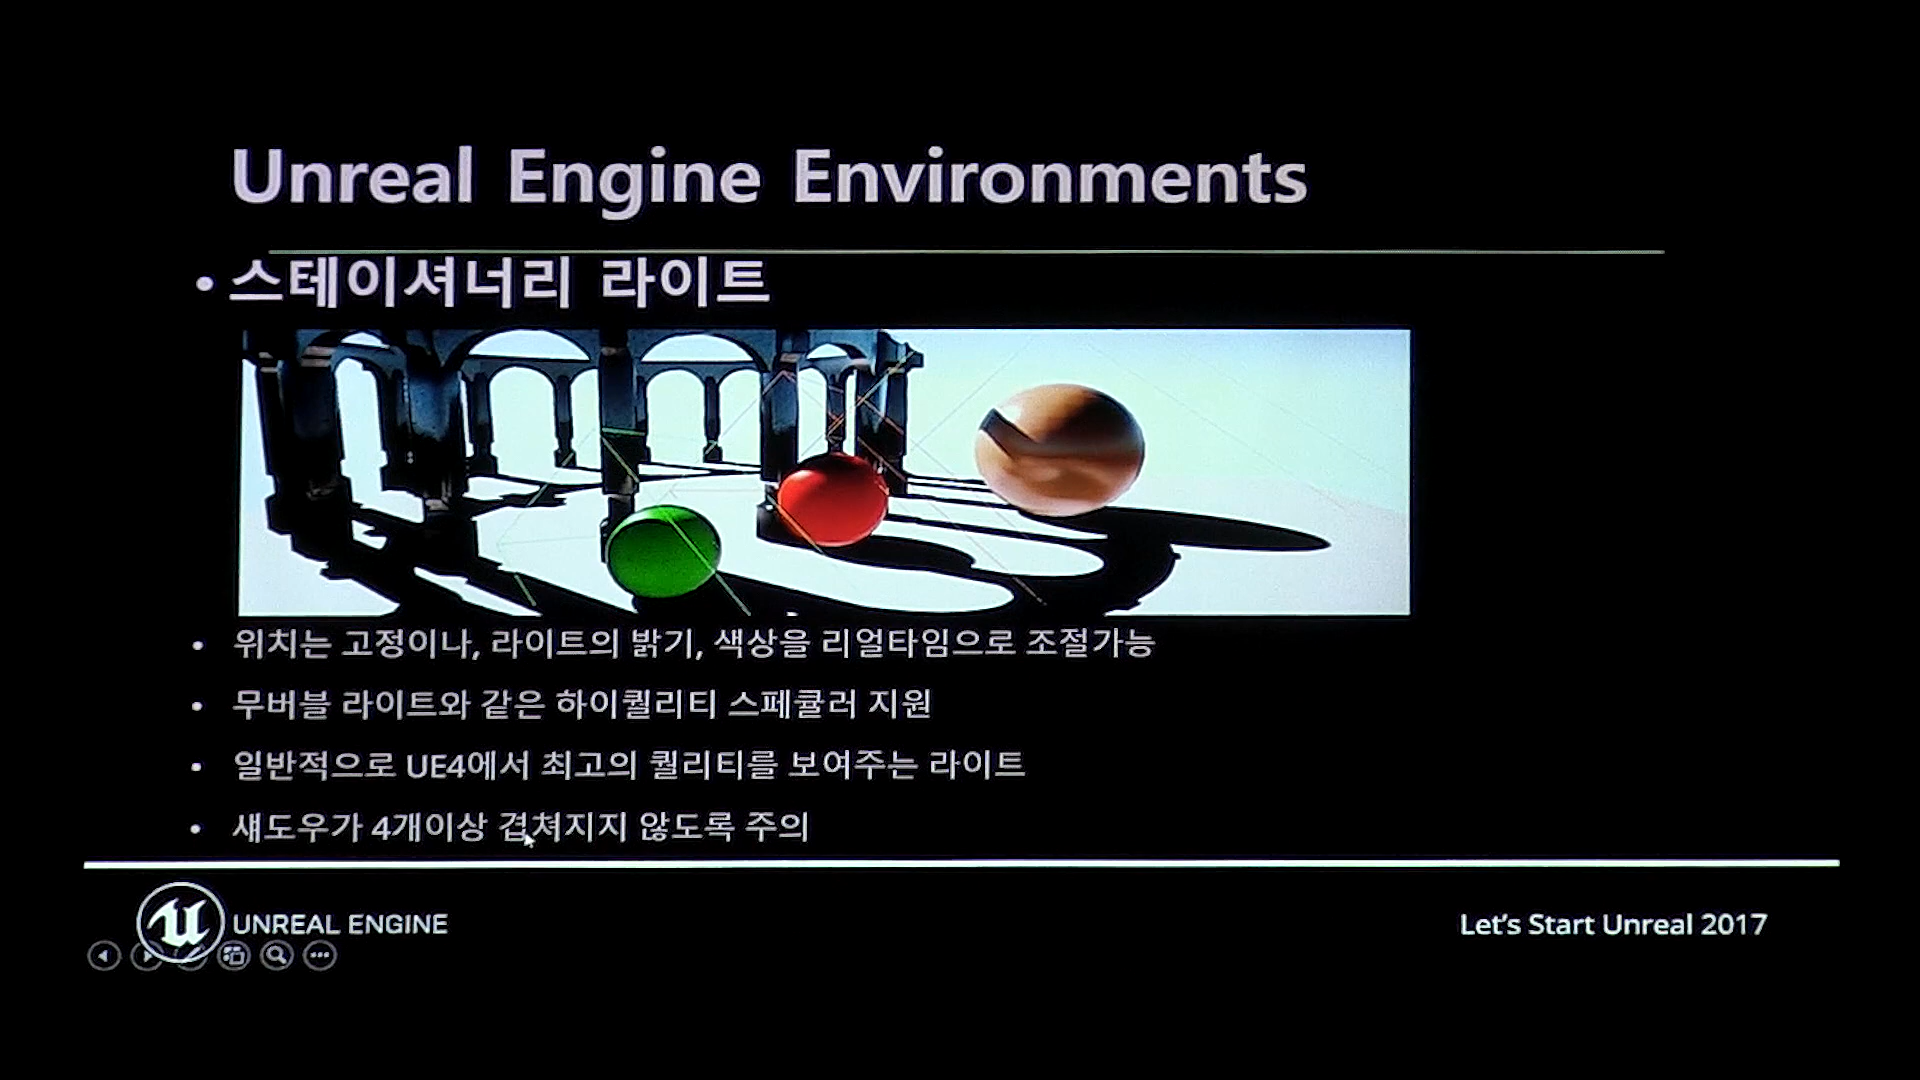 Unreal Engine Environments
• 스테이셔너리 라이트
• 위치는 고정이나, 라이트의 밝기, 색상을 리얼타임으로 조절가능
• 무버블 라이트와 같은 하이퀄리티 스페큘러 지원
• 일반적으로 UE4에서 최고의 퀄리티를 보여주는 라이트
• 섀도우가 4개이상 겹쳐지지 않도록 주의
UNREAL ENGINE
Let's Start Unreal 2017